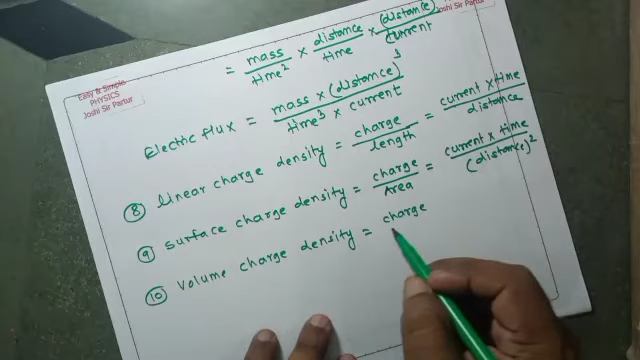 = mass/time² × distance/time × (distance)/current
Joshi Sir Partur
Easy & Simple
PHYSICS
Joshi Sir Partur
Electric flux = mass × (distance)³/time³ × current
⑧ linear charge density = charge/length = current × time/distance
⑨ surface charge density = charge/Area = current × time/(distance)²
⑩ Volume charge density = charge